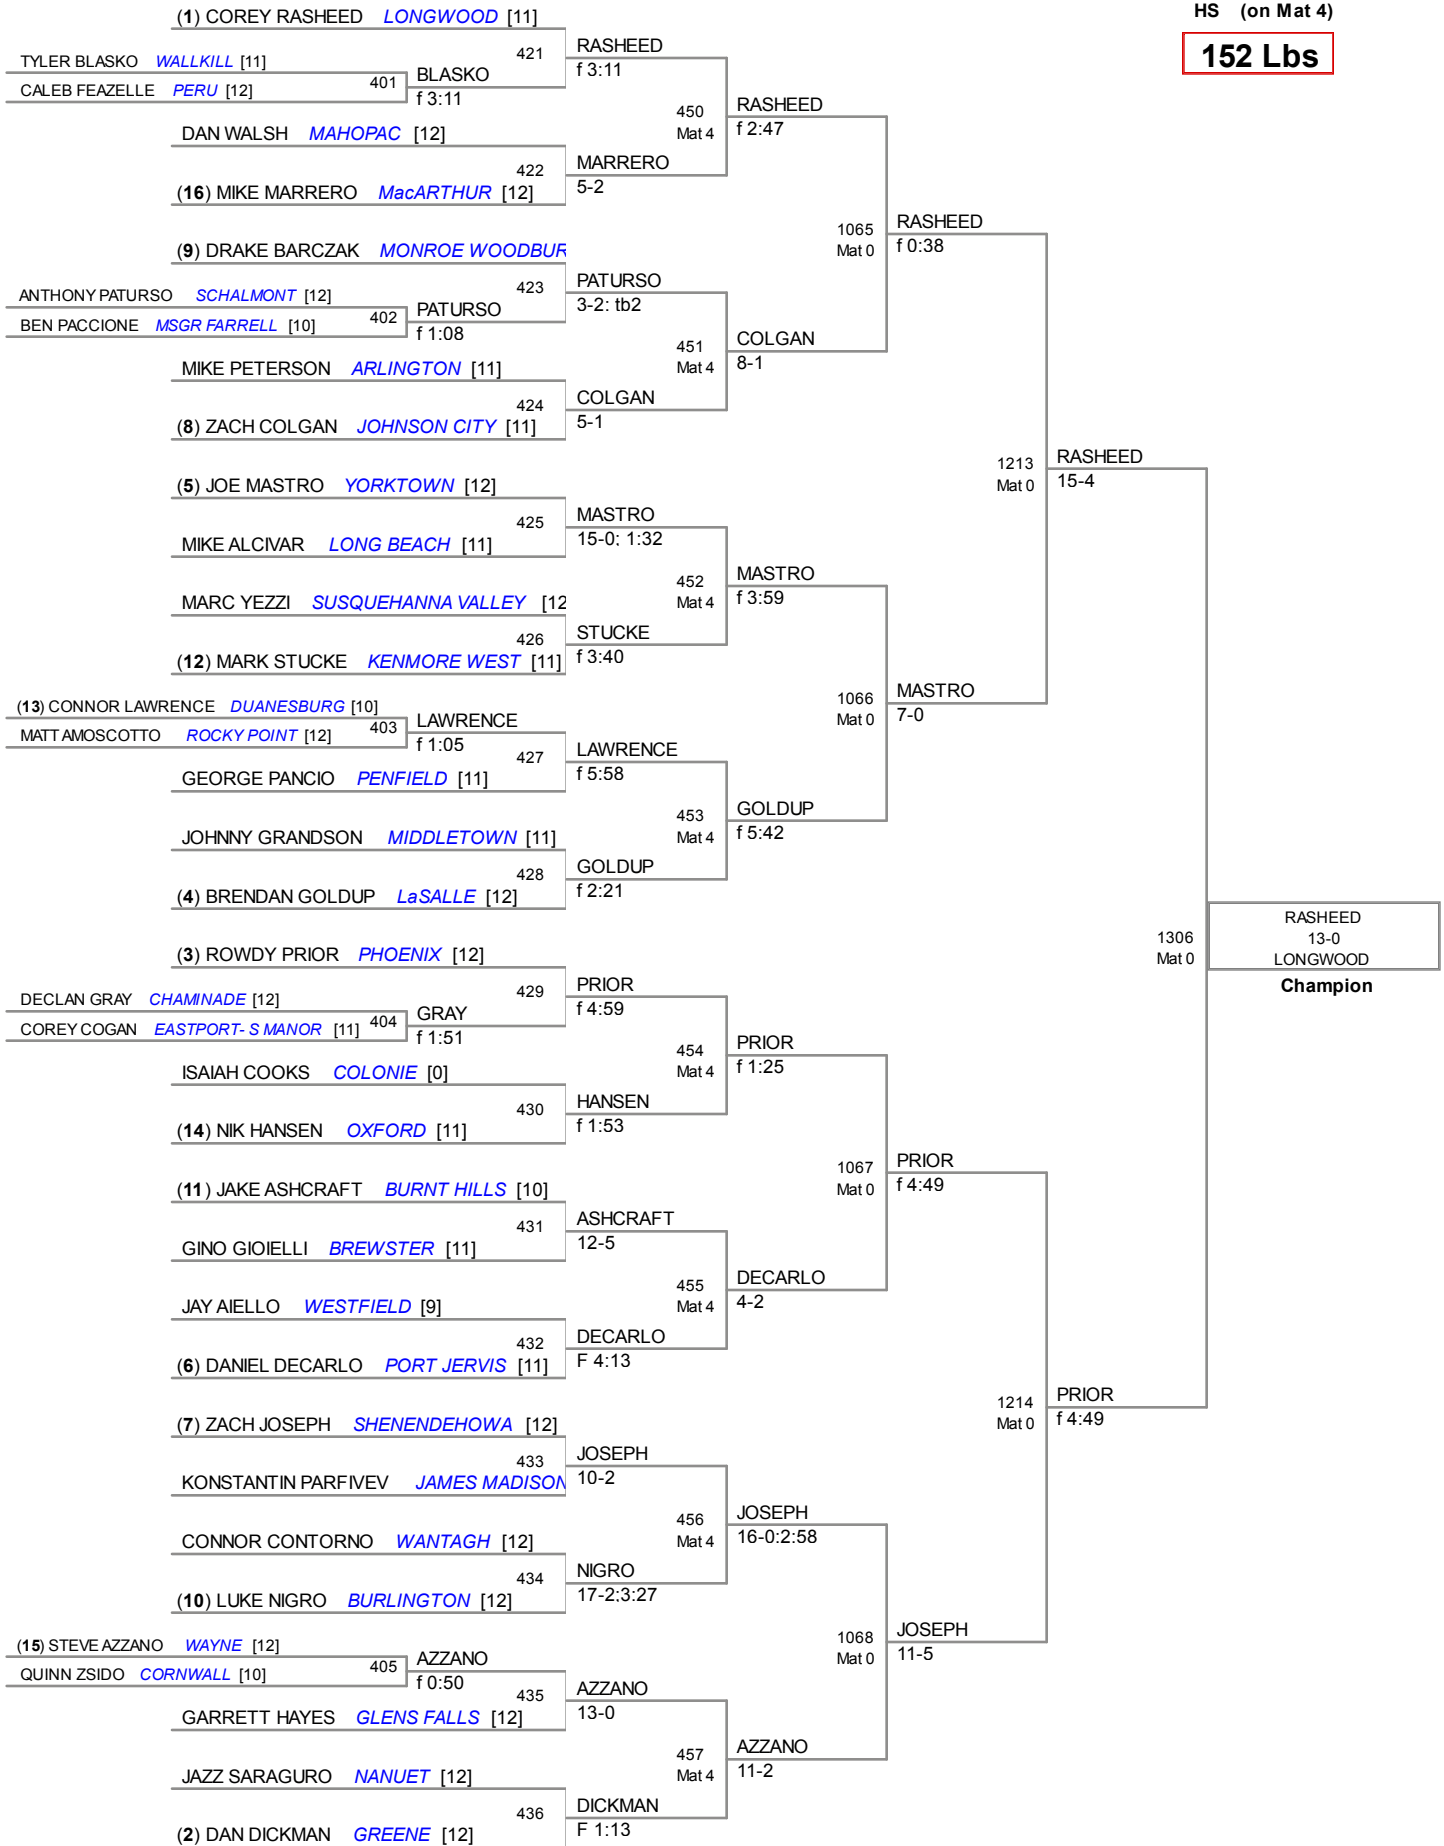 HS (on Mat 4)
152 Lbs
(1) COREY RASHEED LONGWOOD [11]
421
RASHEED
f 3:11
TYLER BLASKO WALLKILL [11]
401
BLASKO
f 3:11
CALEB FEAZELLE PERU [12]
450
Mat 4
RASHEED
f 2:47
DAN WALSH MAHOPAC [12]
422
MARRERO
5-2
(16) MIKE MARRERO MacARTHUR [12]
1065
Mat 0
RASHEED
f 0:38
(9) DRAKE BARCZAK MONROE WOODBUR
423
PATURSO
3-2: tb2
ANTHONY PATURSO SCHALMONT [12]
402
PATURSO
f 1:08
BEN PACCIONE MSGR FARRELL [10]
451
Mat 4
COLGAN
8-1
MIKE PETERSON ARLINGTON [11]
424
COLGAN
5-1
(8) ZACH COLGAN JOHNSON CITY [11]
1213
Mat 0
RASHEED
15-4
(5) JOE MASTRO YORKTOWN [12]
425
MASTRO
15-0: 1:32
MIKE ALCIVAR LONG BEACH [11]
452
Mat 4
MASTRO
f 3:59
MARC YEZZI SUSQUEHANNA VALLEY [12
426
STUCKE
f 3:40
(12) MARK STUCKE KENMORE WEST [11]
1066
Mat 0
MASTRO
7-0
(13) CONNOR LAWRENCE DUANESBURG [10]
403
LAWRENCE
f 1:05
MATT AMOSCOTTO ROCKY POINT [12]
427
LAWRENCE
f 5:58
GEORGE PANCIO PENFIELD [11]
453
Mat 4
GOLDUP
f 5:42
JOHNNY GRANDSON MIDDLETOWN [11]
428
GOLDUP
f 2:21
(4) BRENDAN GOLDUP LaSALLE [12]
1306
Mat 0
RASHEED
13-0
LONGWOOD
Champion
(3) ROWDY PRIOR PHOENIX [12]
429
PRIOR
f 4:59
DECLAN GRAY CHAMINADE [12]
404
GRAY
f 1:51
COREY COGAN EASTPORT- S MANOR [11]
454
Mat 4
PRIOR
f 1:25
ISAIAH COOKS COLONIE [0]
430
HANSEN
f 1:53
(14) NIK HANSEN OXFORD [11]
1067
Mat 0
PRIOR
f 4:49
(11) JAKE ASHCRAFT BURNT HILLS [10]
431
ASHCRAFT
12-5
GINO GIOIELLI BREWSTER [11]
455
Mat 4
DECARLO
4-2
JAY AIELLO WESTFIELD [9]
432
DECARLO
F 4:13
(6) DANIEL DECARLO PORT JERVIS [11]
1214
Mat 0
PRIOR
f 4:49
(7) ZACH JOSEPH SHENENDEHOWA [12]
433
JOSEPH
10-2
KONSTANTIN PARFIVEV JAMES MADISON
456
Mat 4
JOSEPH
16-0:2:58
CONNOR CONTORNO WANTAGH [12]
434
NIGRO
17-2;3:27
(10) LUKE NIGRO BURLINGTON [12]
1068
Mat 0
JOSEPH
11-5
(15) STEVE AZZANO WAYNE [12]
405
AZZANO
f 0:50
QUINN ZSIDO CORNWALL [10]
435
AZZANO
13-0
GARRETT HAYES GLENS FALLS [12]
457
Mat 4
AZZANO
11-2
JAZZ SARAGURO NANUET [12]
436
DICKMAN
F 1:13
(2) DAN DICKMAN GREENE [12]